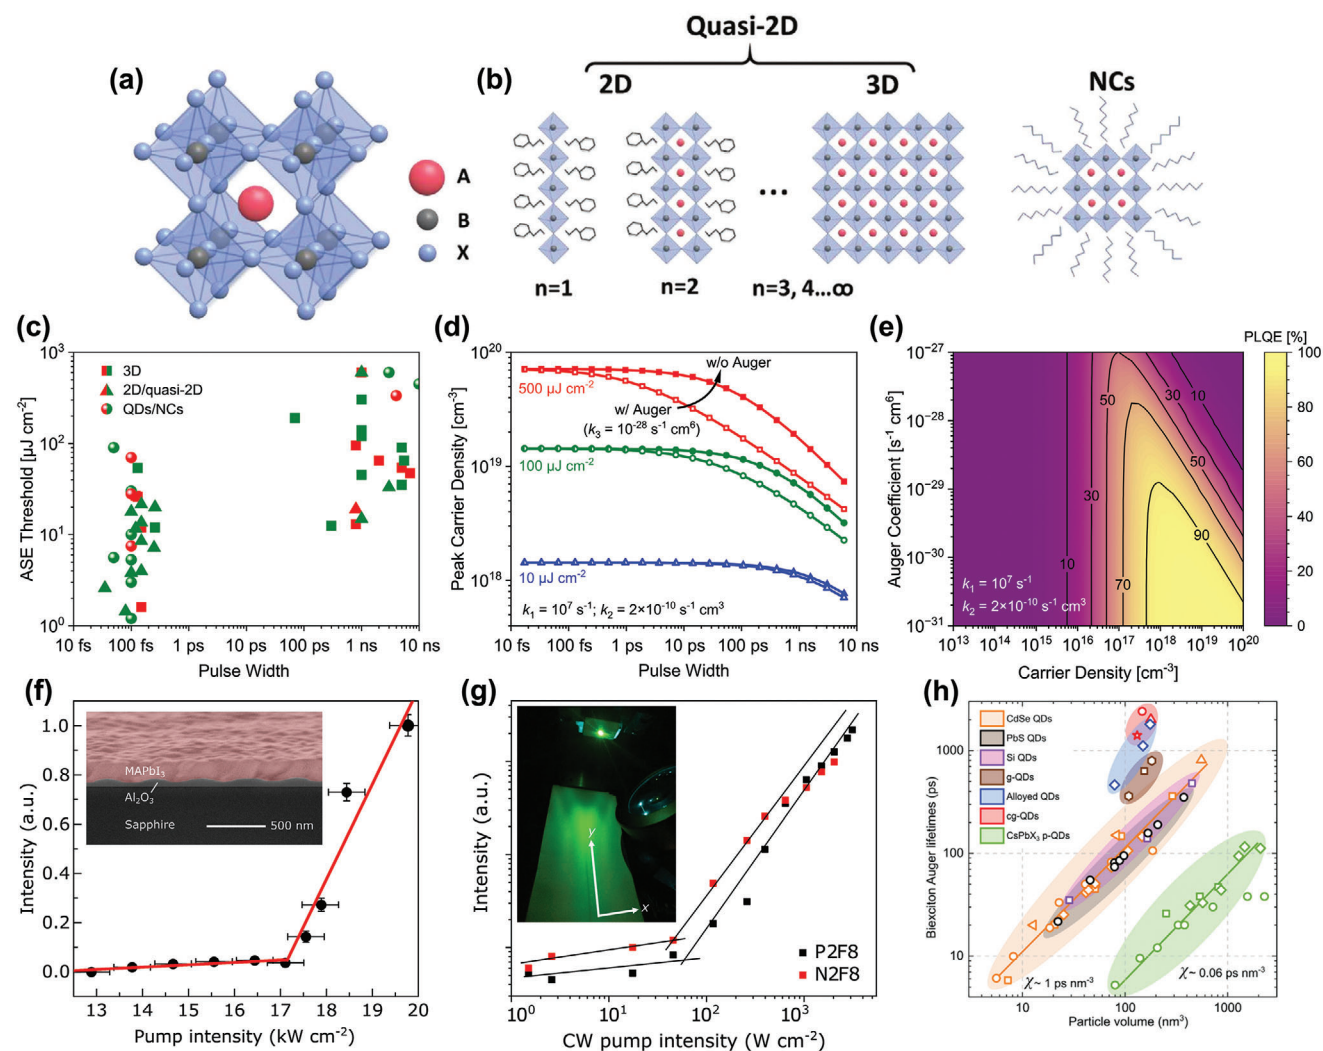 Quasi-2D
(a)
(b)
2D
3D
NCs
A
B
X
...
n=1
n=2
n=3, 4...∞
(c)
10³
10²
10¹
10⁰
ASE Threshold [µJ cm⁻²]
3D
2D/quasi-2D
QDs/NCs
10 fs
100 fs
1 ps
10 ps
100 ps
1 ns
10 ns
Pulse Width
(d)
10²⁰
10¹⁹
10¹⁸
Peak Carrier Density [cm⁻³]
w/o Auger
500 µJ cm⁻²
w/ Auger
(k₃ = 10⁻²⁸ s⁻¹ cm⁶)
100 µJ cm⁻²
10 µJ cm⁻²
k₁ = 10⁷ s⁻¹; k₂ = 2×10⁻¹⁰ s⁻¹ cm³
10 fs
100 fs
1 ps
10 ps
100 ps
1 ns
10 ns
Pulse Width
(e)
PLQE [%]
10⁻²⁷
10⁻²⁸
10⁻²⁹
10⁻³⁰
10⁻³¹
Auger Coefficient [s⁻¹ cm⁶]
50
30
10
50
30
90
10
70
k₁ = 10⁷ s⁻¹
k₂ = 2×10⁻¹⁰ s⁻¹ cm³
100
80
60
40
20
0
10¹³
10¹⁴
10¹⁵
10¹⁶
10¹⁷
10¹⁸
10¹⁹
10²⁰
Carrier Density [cm⁻³]
(f)
1.0
0.8
0.6
0.4
0.2
0.0
Intensity (a.u.)
MAPbI₃
Al₂O₃
Sapphire
500 nm
13
14
15
16
17
18
19
20
Pump intensity (kW cm⁻²)
(g)
Intensity (a.u.)
y
x
P2F8
N2F8
10⁰
10¹
10²
10³
CW pump intensity (W cm⁻²)
(h)
Biexciton Auger lifetimes (ps)
1000
100
10
CdSe QDs
PbS QDs
Si QDs
g-QDs
Alloyed QDs
cg-QDs
CsPbX₃ p-QDs
χ~ 1 ps nm⁻³
χ~ 0.06 ps nm⁻³
10
100
1000
Particle volume (nm³)